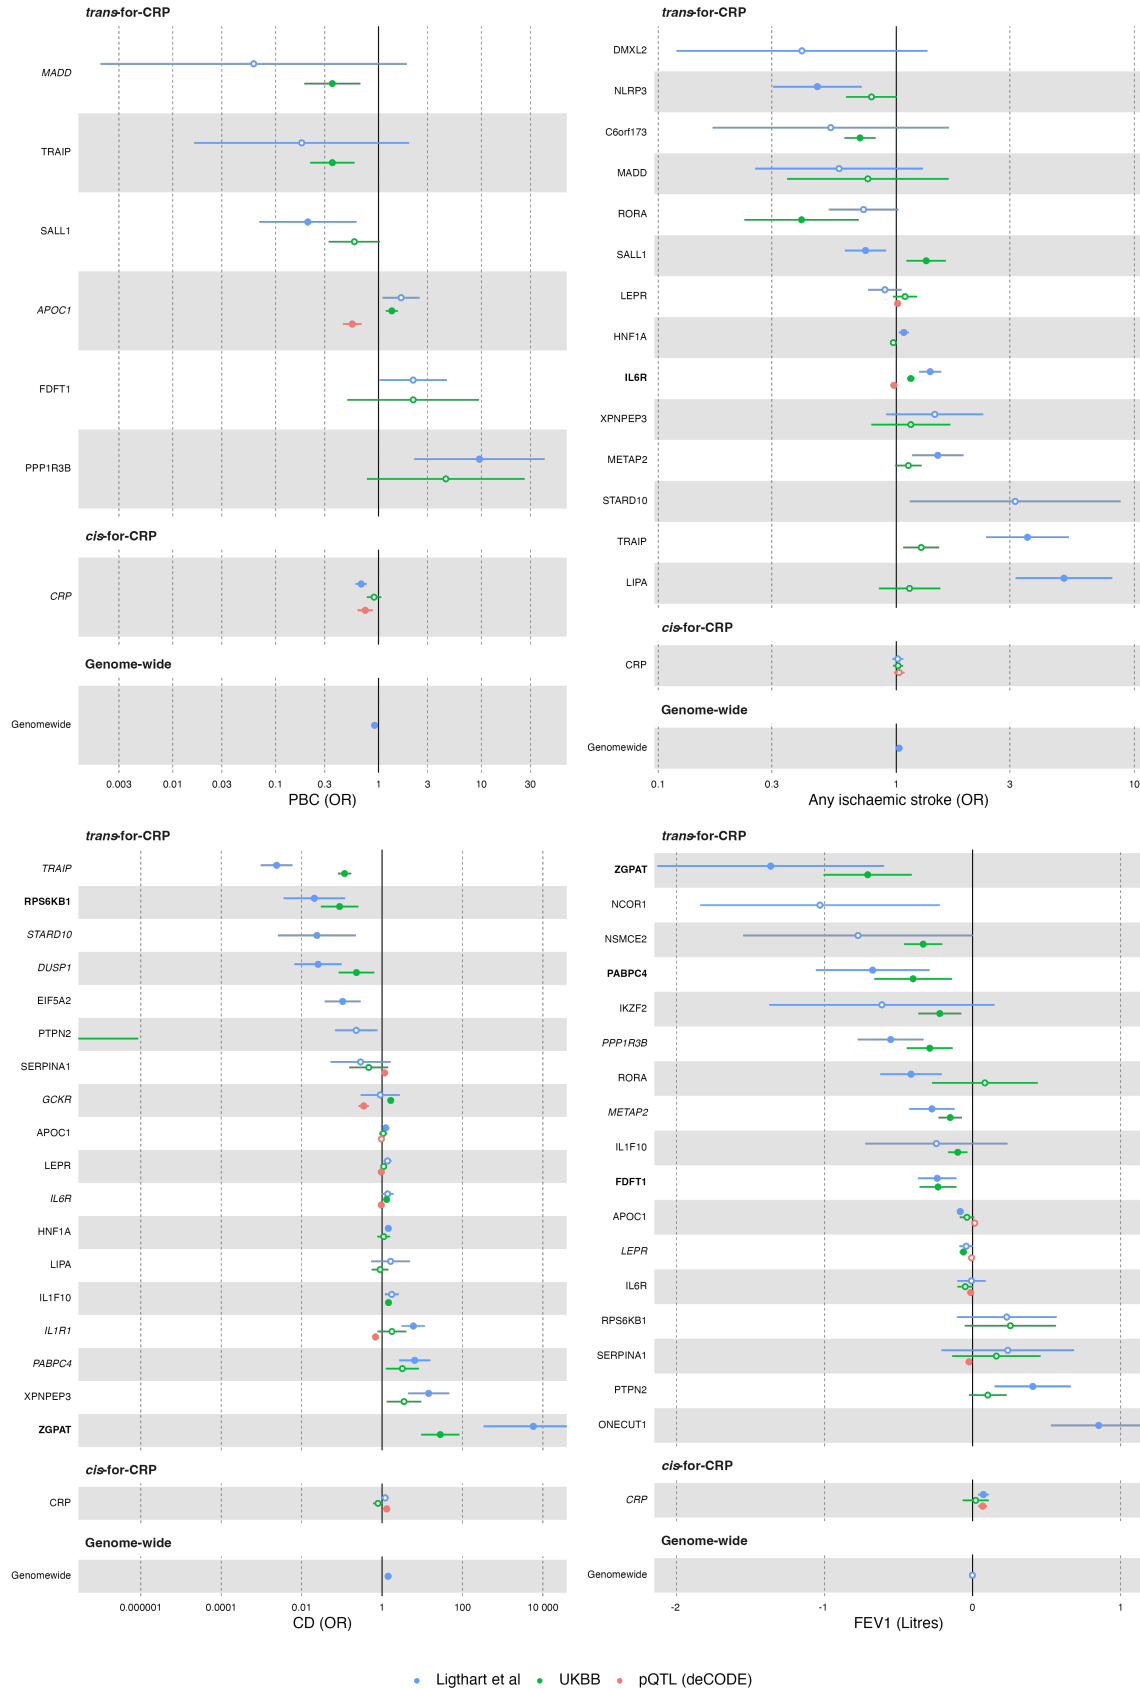 trans-for-CRP
MADD
TRAIP
SALL1
APOC1
FDFT1
PPP1R3B
cis-for-CRP
CRP
Genome-wide
Genomewide
0.003 0.01 0.03 0.1 0.3 1 3 10 30
PBC (OR)
trans-for-CRP
DMXL2
NLRP3
C6orf173
MADD
RORA
SALL1
LEPR
HNF1A
IL6R
XPNPEP3
METAP2
STARD10
TRAIP
LIPA
cis-for-CRP
CRP
Genome-wide
Genomewide
0.1 0.3 1 3 10
Any ischaemic stroke (OR)
trans-for-CRP
TRAIP
RPS6KB1
STARD10
DUSP1
EIF5A2
PTPN2
SERPINA1
GCKR
APOC1
LEPR
IL6R
HNF1A
LIPA
IL1F10
IL1R1
PABPC4
XPNPEP3
ZGPAT
cis-for-CRP
CRP
Genome-wide
Genomewide
0.000001 0.0001 0.01 1 100 10 000
CD (OR)
trans-for-CRP
ZGPAT
NCOR1
NSMCE2
PABPC4
IKZF2
PPP1R3B
RORA
METAP2
IL1F10
FDFT1
APOC1
LEPR
IL6R
RPS6KB1
SERPINA1
PTPN2
ONECUT1
cis-for-CRP
CRP
Genome-wide
Genomewide
-2 -1 0 1
FEV1 (Litres)
Ligthart et al UKBB pQTL (deCODE)